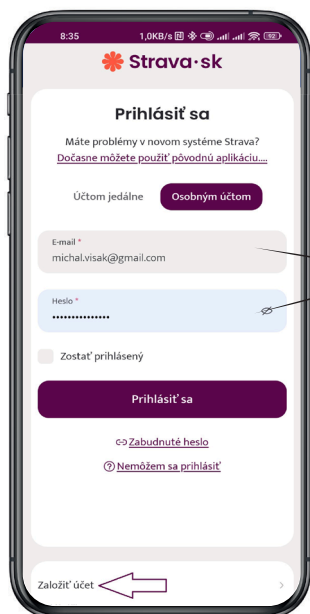 8:35 1,0KB/s 92
Strava·sk
Prihlásiť sa
Máte problémy v novom systéme Strava?
Dočasne môžete použiť pôvodnú aplikáciu....
Účtom jedálne Osobným účtom
E-mail *
michal.visak@gmail.com
Heslo *
•••••••••••••••
Zostať prihlásený
Prihlásiť sa
Zabudnuté heslo
Nemôžem sa prihlásiť
Založiť účet